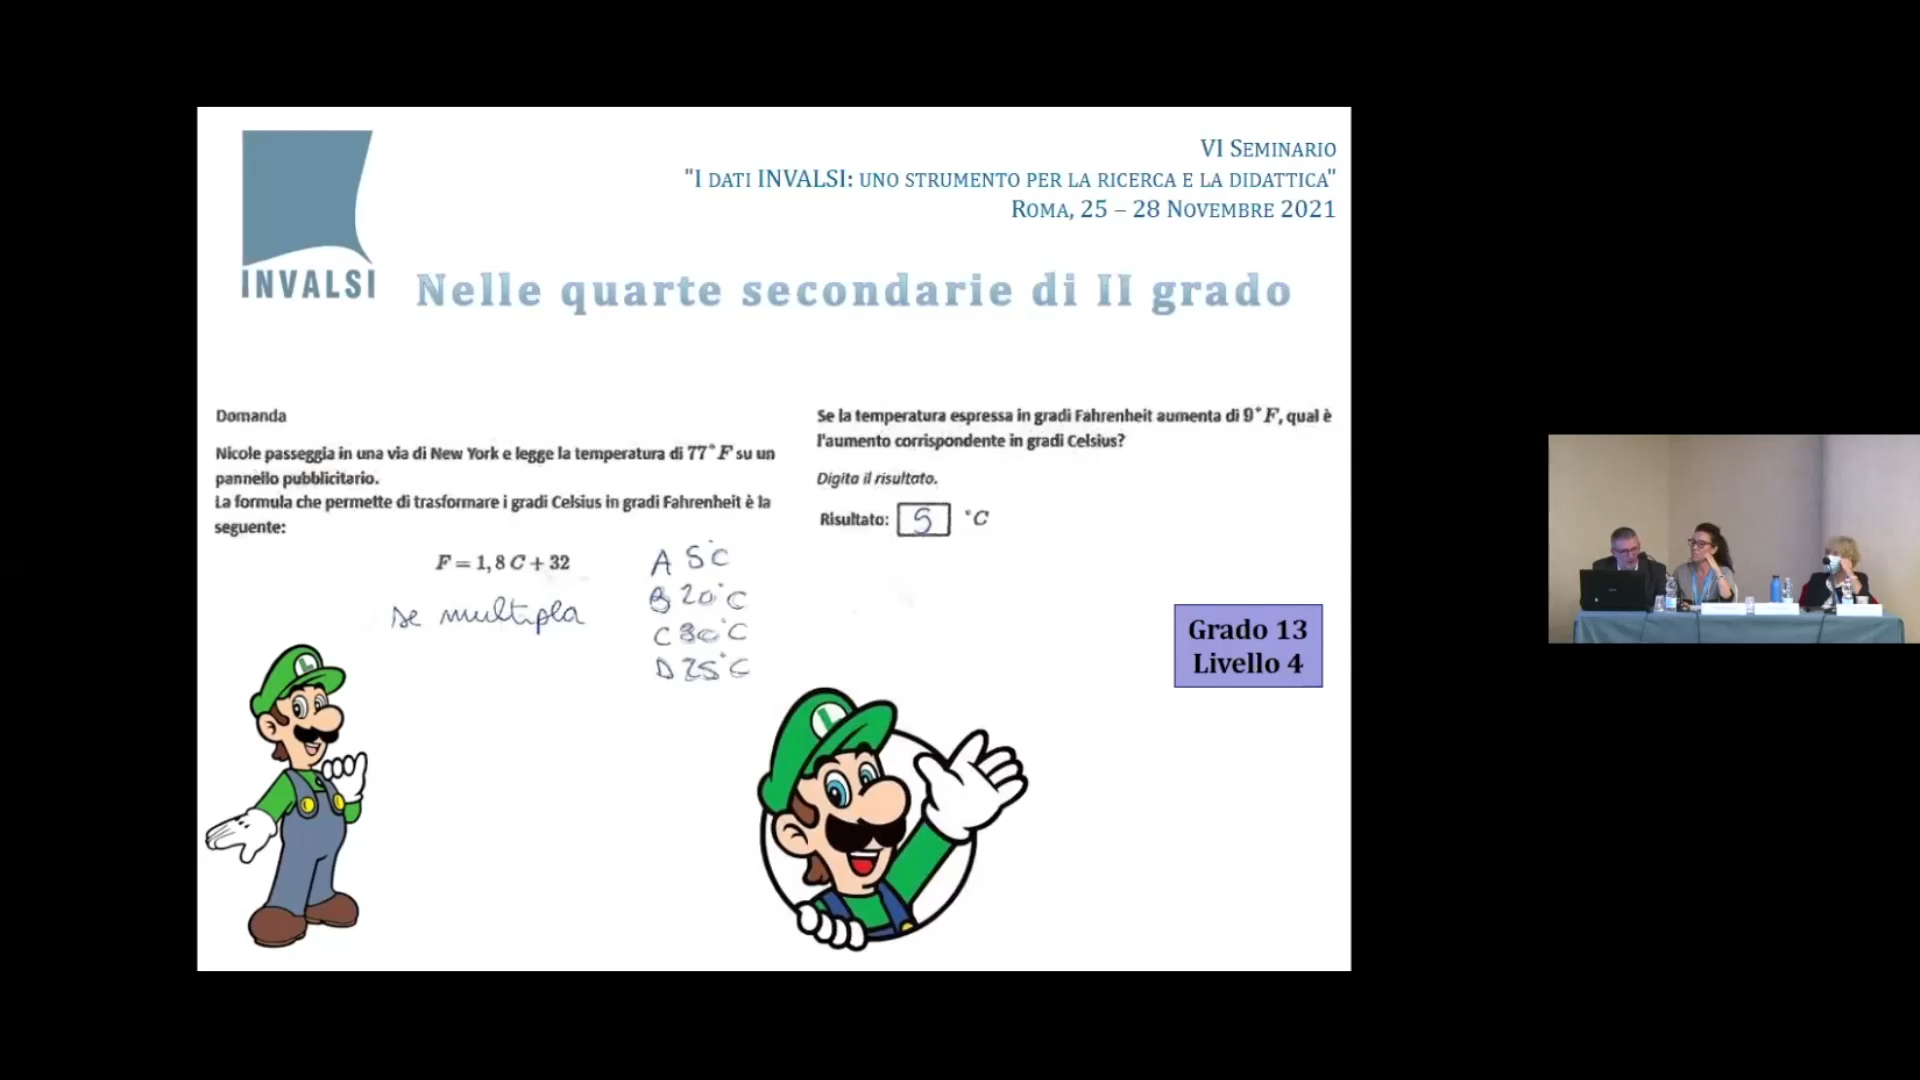 VI SEMINARIO
"I DATI INVALSI: UNO STRUMENTO PER LA RICERCA E LA DIDATTICA"
ROMA, 25 – 28 NOVEMBRE 2021
INVALSI
Nelle quarte secondarie di II grado
Domanda
Nicole passeggia in una via di New York e legge la temperatura di 77°F su un
pannello pubblicitario.
La formula che permette di trasformare i gradi Celsius in gradi Fahrenheit è la
seguente:
F = 1,8 C + 32
se multipla
A 5°C
B 20°C
C 30°C
D 25°C
Se la temperatura espressa in gradi Fahrenheit aumenta di 9°F, qual è
l'aumento corrispondente in gradi Celsius?
Digita il risultato.
Risultato: 5 °C
Grado 13
Livello 4
L
L